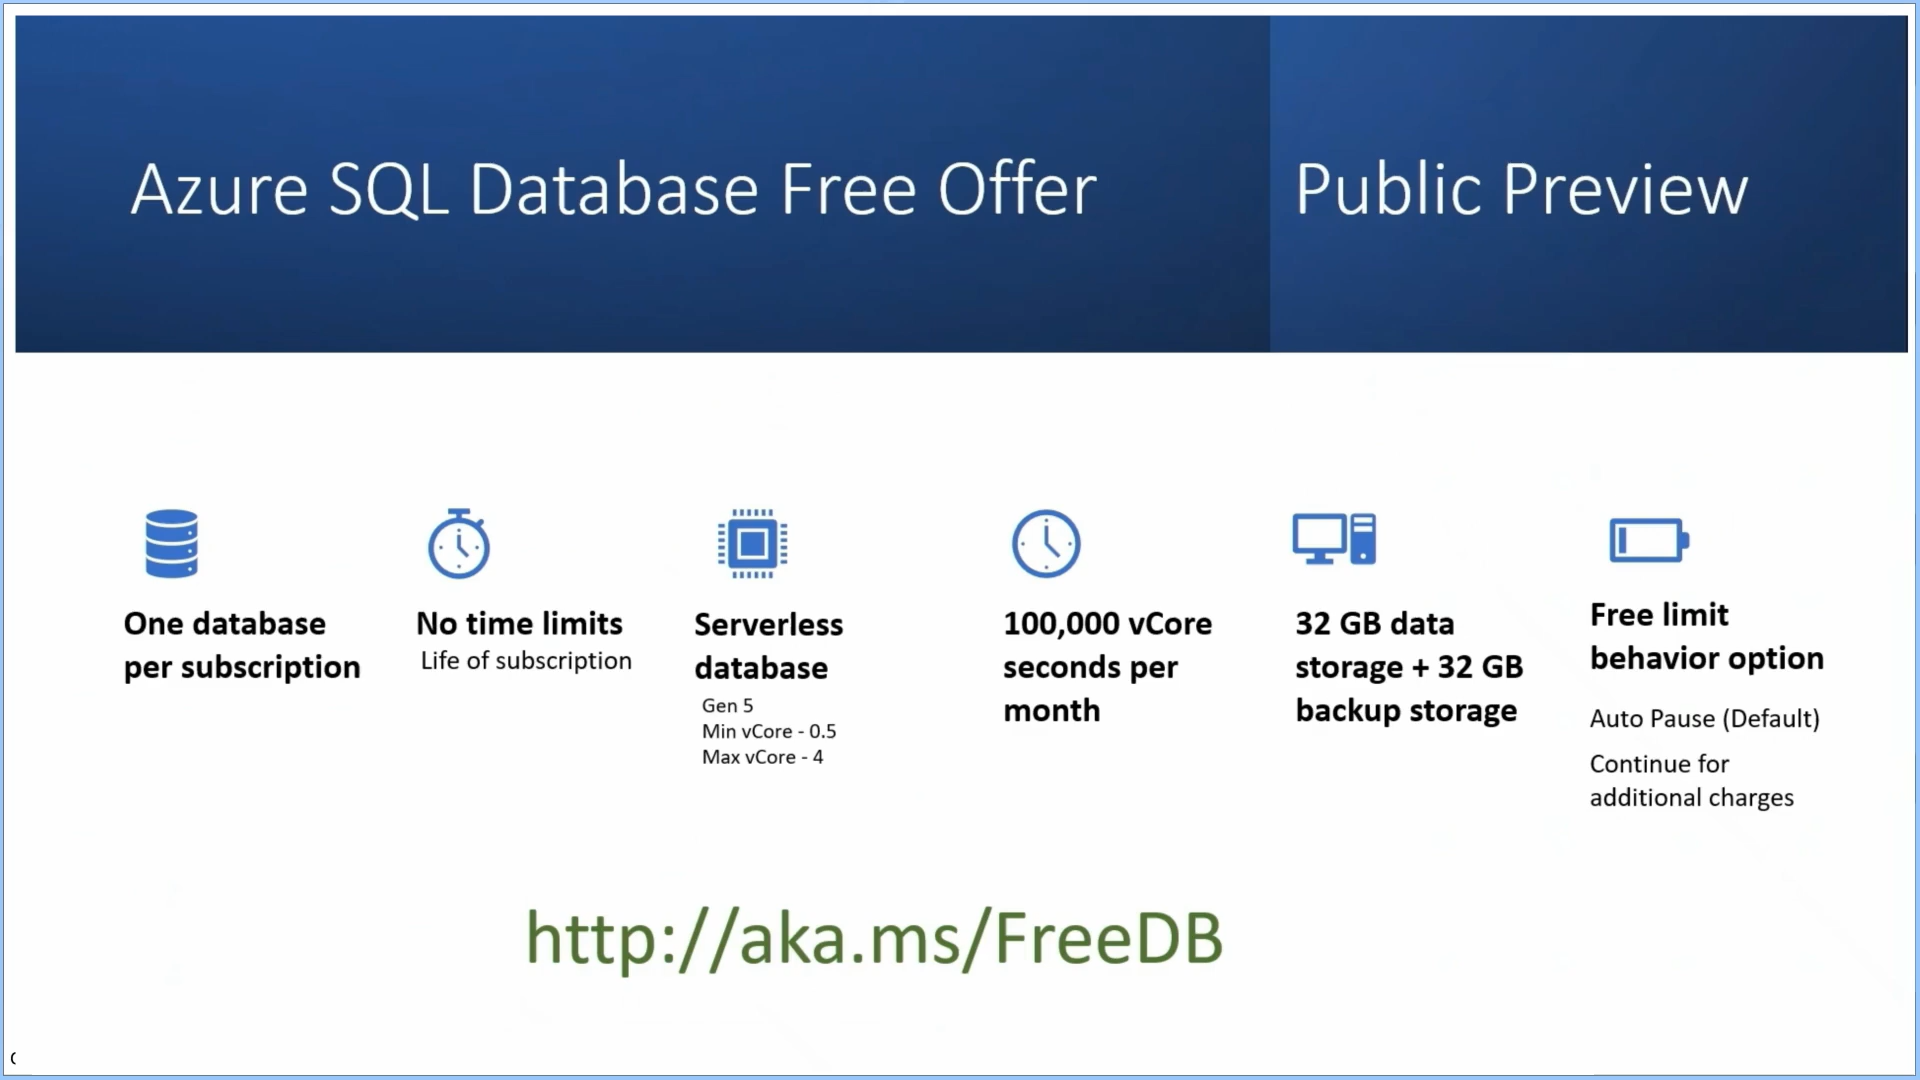 Azure SQL Database Free Offer
Public Preview
One database
per subscription
No time limits
Life of subscription
Serverless
database
Gen 5
Min vCore - 0.5
Max vCore - 4
100,000 vCore
seconds per
month
32 GB data
storage + 32 GB
backup storage
Free limit
behavior option
Auto Pause (Default)
Continue for
additional charges
http://aka.ms/FreeDB